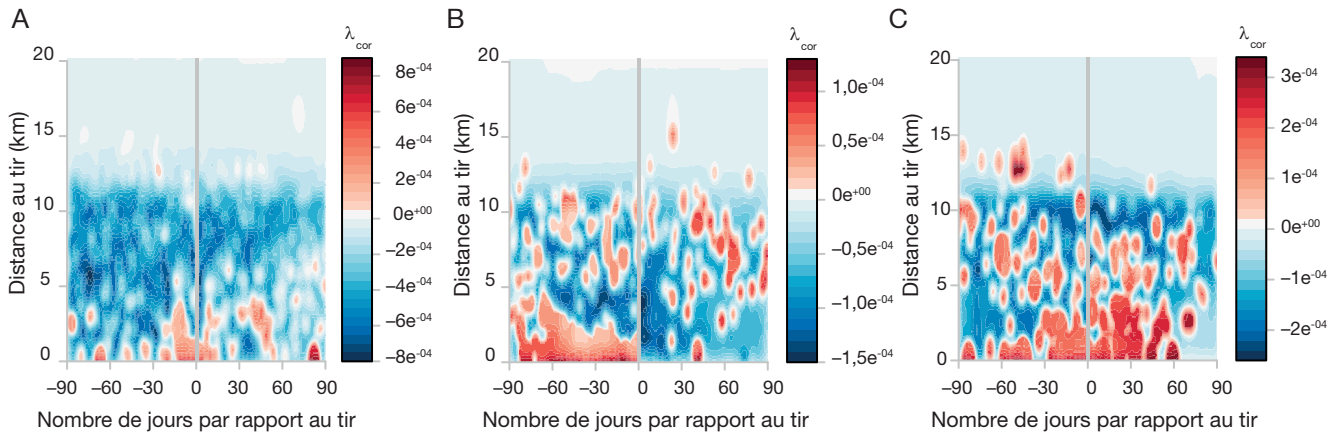 A
λcor
20
15
10
5
0
Distance au tir (km)
8e−04
6e−04
4e−04
2e−04
0e+00
−2e−04
−4e−04
−6e−04
−8e−04
−90 −60 −30 0 30 60 90
Nombre de jours par rapport au tir
B
λcor
20
15
10
5
0
Distance au tir (km)
1,0e−04
0,5e−04
0e+00
−0,5e−04
−1,0e−04
−1,5e−04
−90 −60 −30 0 30 60 90
Nombre de jours par rapport au tir
C
λcor
20
15
10
5
0
Distance au tir (km)
3e−04
2e−04
1e−04
0e−00
−1e−04
−2e−04
−90 −60 −30 0 30 60 90
Nombre de jours par rapport au tir